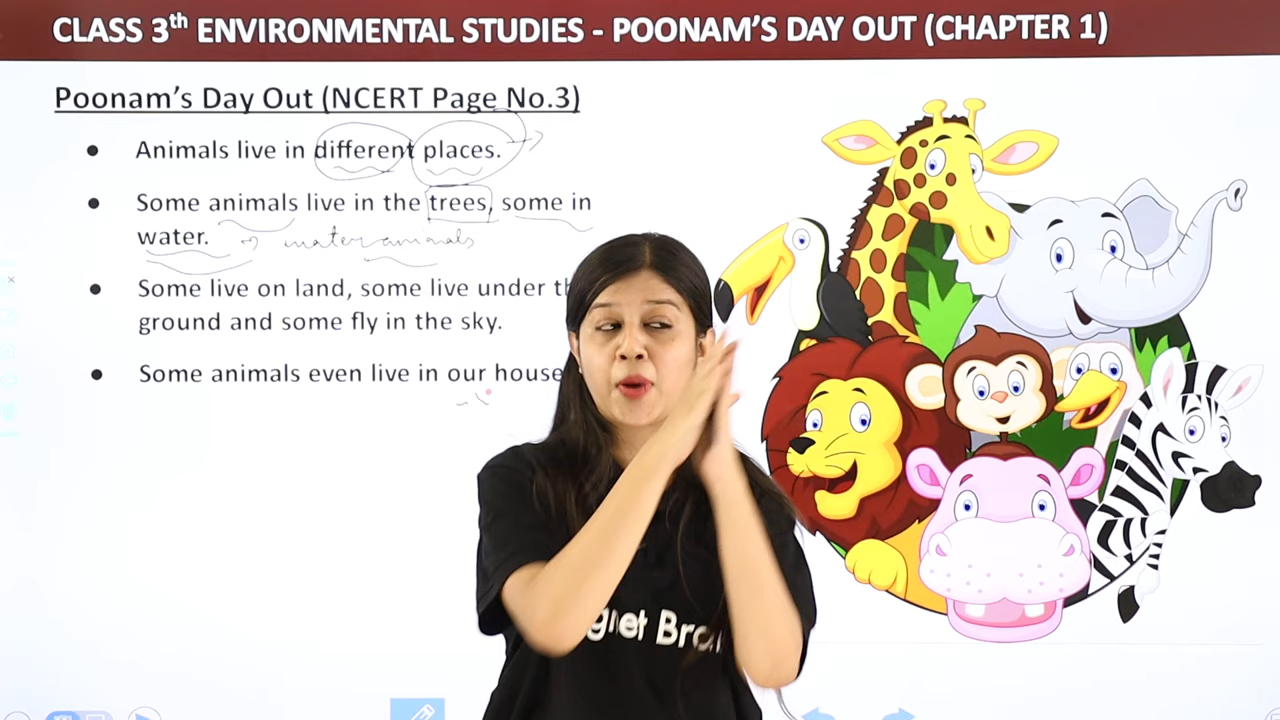 CLASS 3th ENVIRONMENTAL STUDIES - POONAM'S DAY OUT (CHAPTER 1)
Poonam's Day Out (NCERT Page No.3)
● Animals live in different places.
● Some animals live in the trees, some in
water. → water animals
● Some live on land, some live under
ground and some fly in the sky.
● Some animals even live in our house
gnet Bra